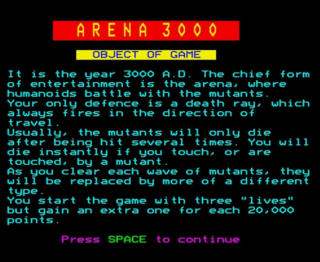 ARENA 3000
OBJECT OF GAME
It is the year 3000 A.D. The chief form
of entertainment is the arena, where
humanoids battle with the mutants.
Your only defence is a death ray, which
always fires in the direction of
travel.
Usually, the mutants will only die
after being hit several times. You will
die instantly if you touch, or are
touched, by a mutant.
As you clear each wave of mutants, they
will be replaced by more of a different
type.
You start the game with three "lives"
but gain an extra one for each 20,000
points.
Press SPACE to continue